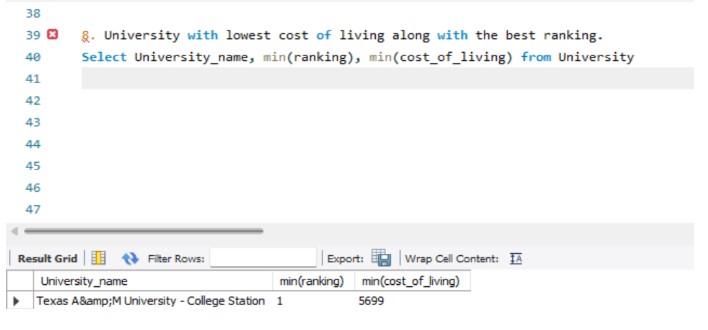 38
39 8. University with lowest cost of living along with the best ranking.
40 Select University_name, min(ranking), min(cost_of_living) from University
41
42
43
44
45
46
47
Result Grid Filter Rows: Export: Wrap Cell Content: IA
University_name min(ranking) min(cost_of_living)
Texas A&amp;M University - College Station 1 5699